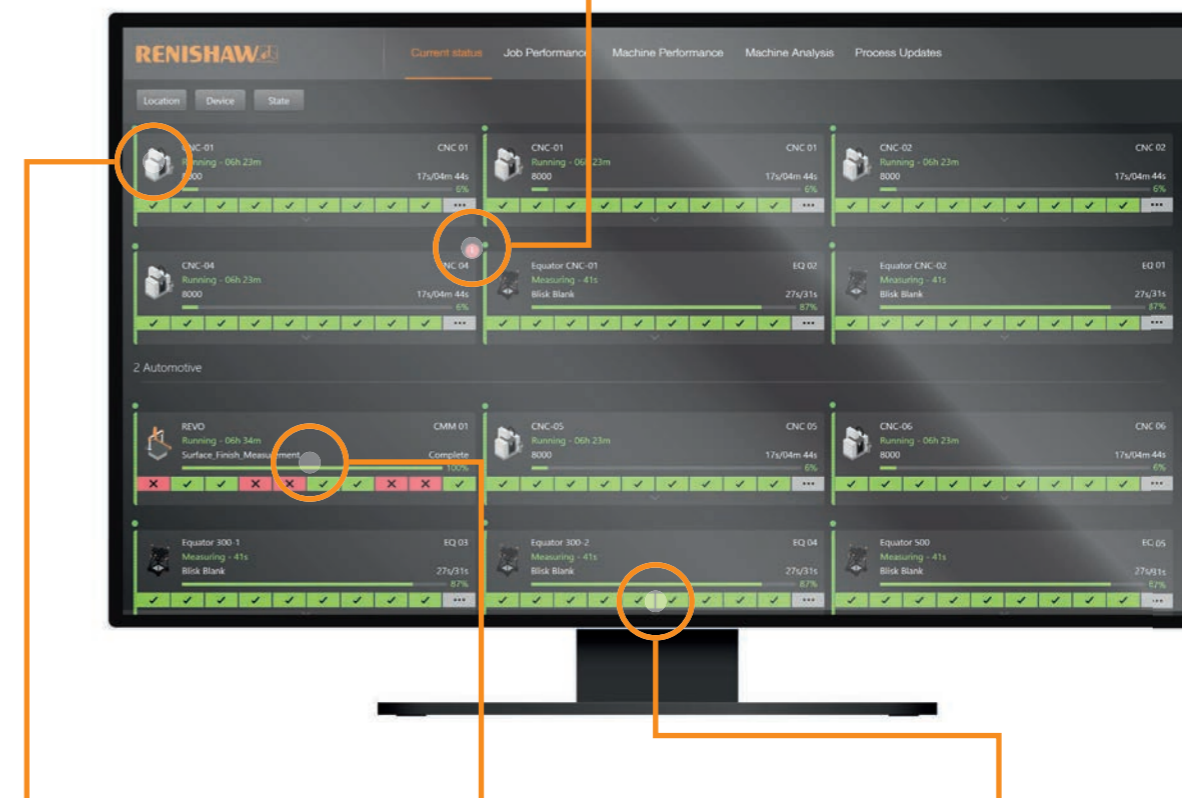 RENISHAW
Current status Job Performance Machine Performance Machine Analysis Process Updates
Location Device State
CNC-01 CNC 01
Running - 06h 23m
8000 17s/04m 44s
6%
CNC-01 CNC 01
Running - 06h 23m
8000 17s/04m 44s
6%
CNC-02 CNC 02
Running - 06h 23m
8000 17s/04m 44s
6%
CNC-04 CNC 04
Running - 06h 23m
8000 17s/04m 44s
6%
Equator CNC-01 EQ 02
Measuring - 41s
Blisk Blank 27s/31s
87%
Equator CNC-02 EQ 01
Measuring - 41s
Blisk Blank 27s/31s
87%
2 Automotive
REVO CMM 01
Running - 06h 34m
Surface_Finish_Measurement Complete
100%
CNC-05 CNC 05
Running - 06h 23m
8000 17s/04m 44s
6%
CNC-06 CNC 06
Running - 06h 23m
8000 17s/04m 44s
6%
Equator 300-1 EQ 03
Measuring - 41s
Blisk Blank 27s/31s
87%
Equator 300-2 EQ 04
Measuring - 41s
Blisk Blank 27s/31s
87%
Equator 500 EQ 05
Measuring - 41s
Blisk Blank 27s/31s
87%